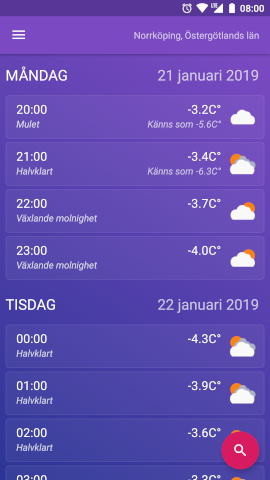 08:00
Norrköping, Östergötlands län
MÅNDAG 21 januari 2019
20:00 -3.2C°
Mulet Känns som -5.6C°
21:00 -3.4C°
Halvklart Känns som -6.3C°
22:00 -3.7C°
Växlande molnighet
23:00 -4.0C°
Växlande molnighet
TISDAG 22 januari 2019
00:00 -4.3C°
Halvklart
01:00 -3.9C°
Halvklart
02:00 -3.6C°
Halvklart
03:00 -3.3C°